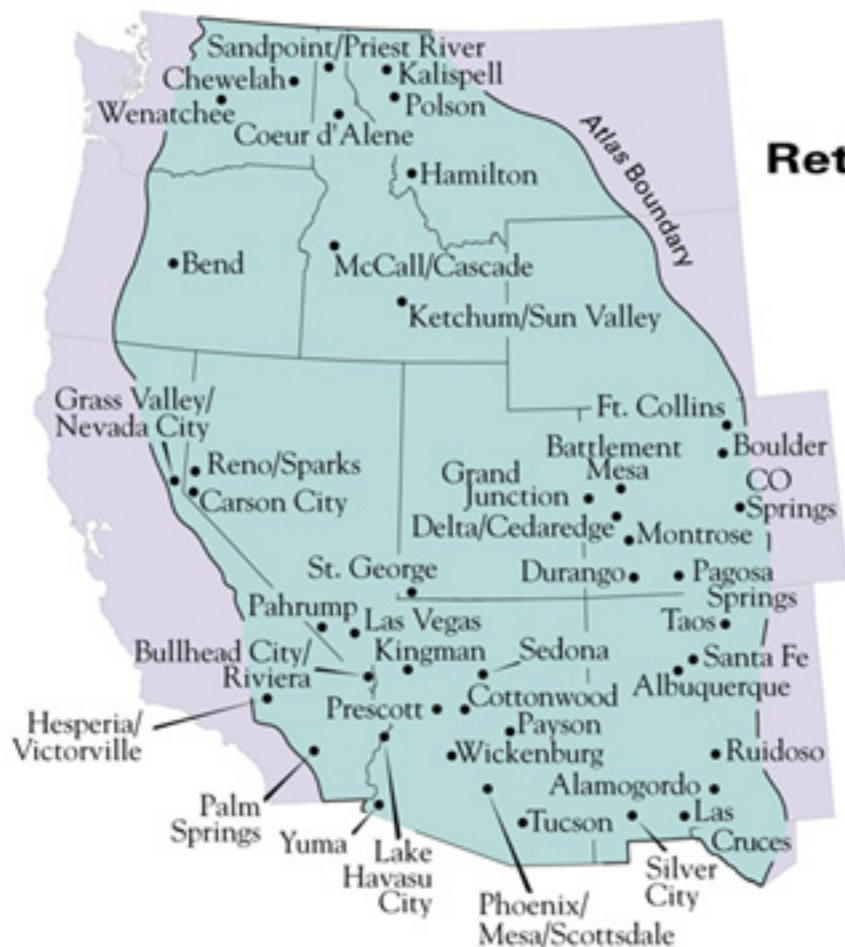 Sandpoint/Priest River
Chewelah
Kalispell
Wenatchee
Polson
Coeur d'Alene
Atlas Boundary
Ret
Hamilton
Bend
McCall/Cascade
Ketchum/Sun Valley
Grass Valley/
Nevada City
Ft. Collins
Battlement
Mesa
Boulder
Reno/Sparks
Grand
Junction
CO
Springs
Carson City
Delta/Cedaredge
Montrose
St. George
Durango
Pagosa
Springs
Pahrump
Las Vegas
Taos
Bullhead City/
Riviera
Kingman
Sedona
Santa Fe
Albuquerque
Prescott
Cottonwood
Hesperia/
Victorville
Payson
Wickenburg
Ruidoso
Palm
Springs
Alamogordo
Yuma
Lake
Havasu
City
Tucson
Las
Cruces
Silver
City
Phoenix/
Mesa/Scottsdale